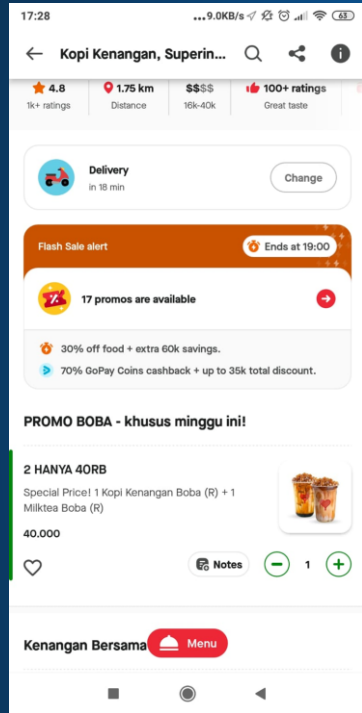 17:28
...9.0KB/s
63
Kopi Kenangan, Superin...
4.8
1k+ ratings
1.75 km
Distance
$$$$
16k-40k
100+ ratings
Great taste
Delivery
in 18 min
Change
Flash Sale alert
Ends at 19:00
17 promos are available
30% off food + extra 60k savings.
70% GoPay Coins cashback + up to 35k total discount.
PROMO BOBA - khusus minggu ini!
2 HANYA 40RB
Special Price! 1 Kopi Kenangan Boba (R) + 1
Milktea Boba (R)
40.000
Notes
1
Kenangan Bersama
Menu